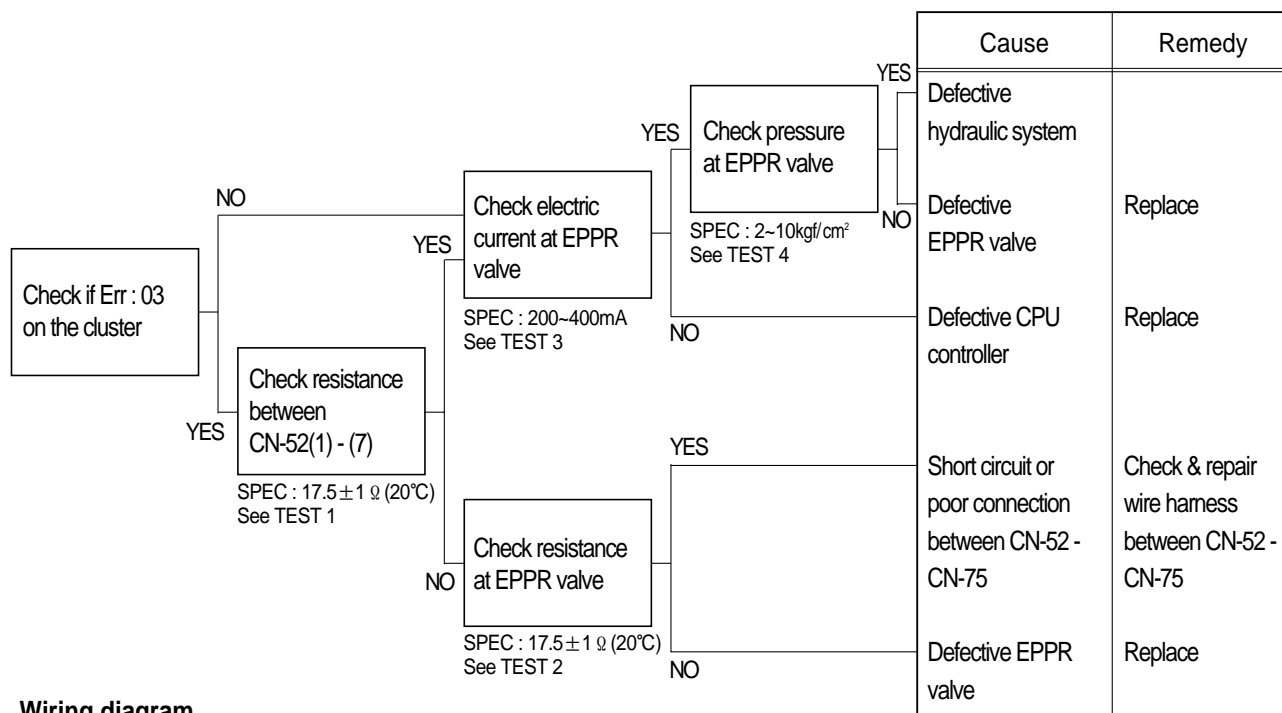 Cause
Remedy
YES
Defective
hydraulic system
YES
Check pressure
at EPPR valve
NO
Check electric
current at EPPR
valve
SPEC : 2~10kgf/cm²
See TEST 4
NO
Defective
EPPR valve
Replace
YES
Check if Err : 03
on the cluster
SPEC : 200~400mA
See TEST 3
NO
Defective CPU
controller
Replace
Check resistance
between
CN-52(1) - (7)
YES
SPEC : 17.5±1 Ω (20℃)
See TEST 1
YES
Short circuit or
poor connection
between CN-52 -
CN-75
Check & repair
wire harness
between CN-52 -
CN-75
NO
Check resistance
at EPPR valve
SPEC : 17.5±1 Ω (20℃)
See TEST 2
NO
Defective EPPR
valve
Replace
Wiring diagram